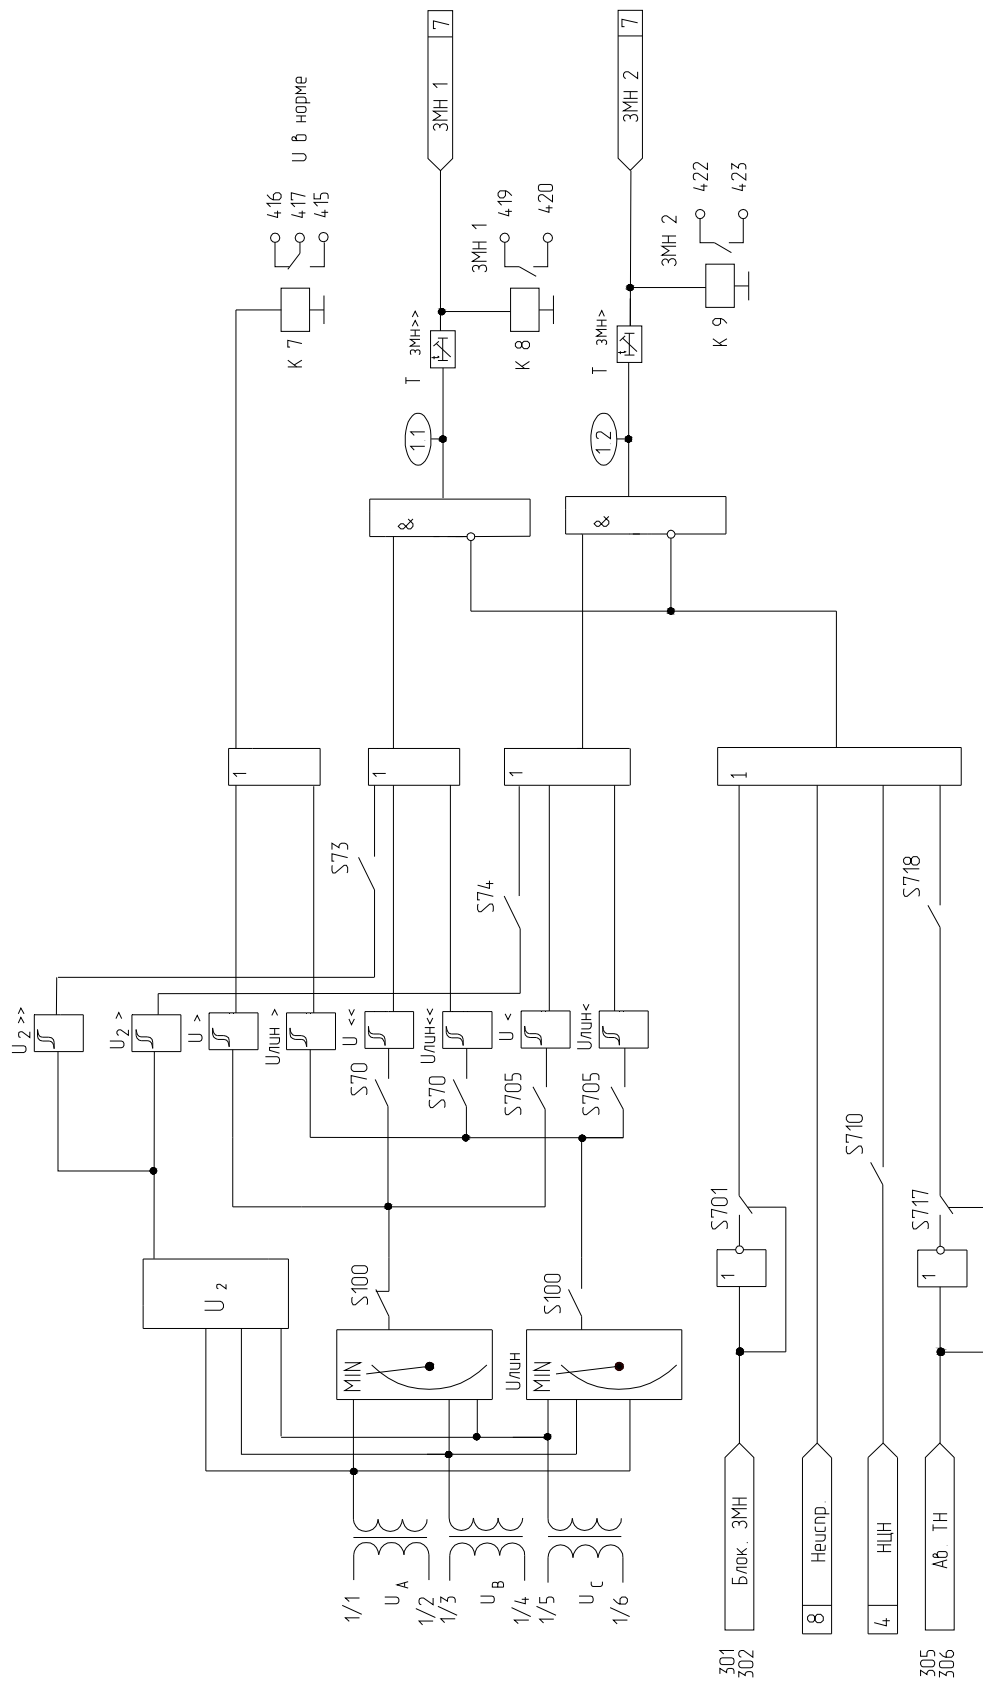 U2 >>
U2 >
U >
Uлин >
U <<
Uлин<<
U <
Uлин<
S73
S74
S70
S70
S705
S705
U2
S100
S100
MIN
Uлин
MIN
1/1
UA
1/2
1/3
UB
1/4
1/5
UC
1/6
1
1
1
1
&
&
1.1
1.2
T
ЗМН>>
T
ЗМН>
K 7
416
417
415
U в норме
K 8
ЗМН 1
419
420
K 9
ЗМН 2
422
423
ЗМН 1
7
ЗМН 2
7
S701
1
S710
S718
S717
1
301
302
Блок. ЗМН
8
Неиспр.
4
НЦН
305
306
Ав. ТН